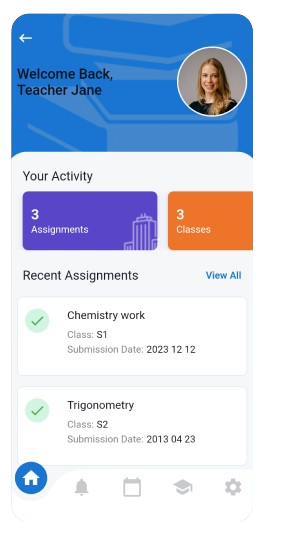 Welcome Back,
Teacher Jane
Your Activity
3
Assignments
3
Classes
Recent Assignments
View All
Chemistry work
Class: S1
Submission Date: 2023 12 12
Trigonometry
Class: S2
Submission Date: 2013 04 23